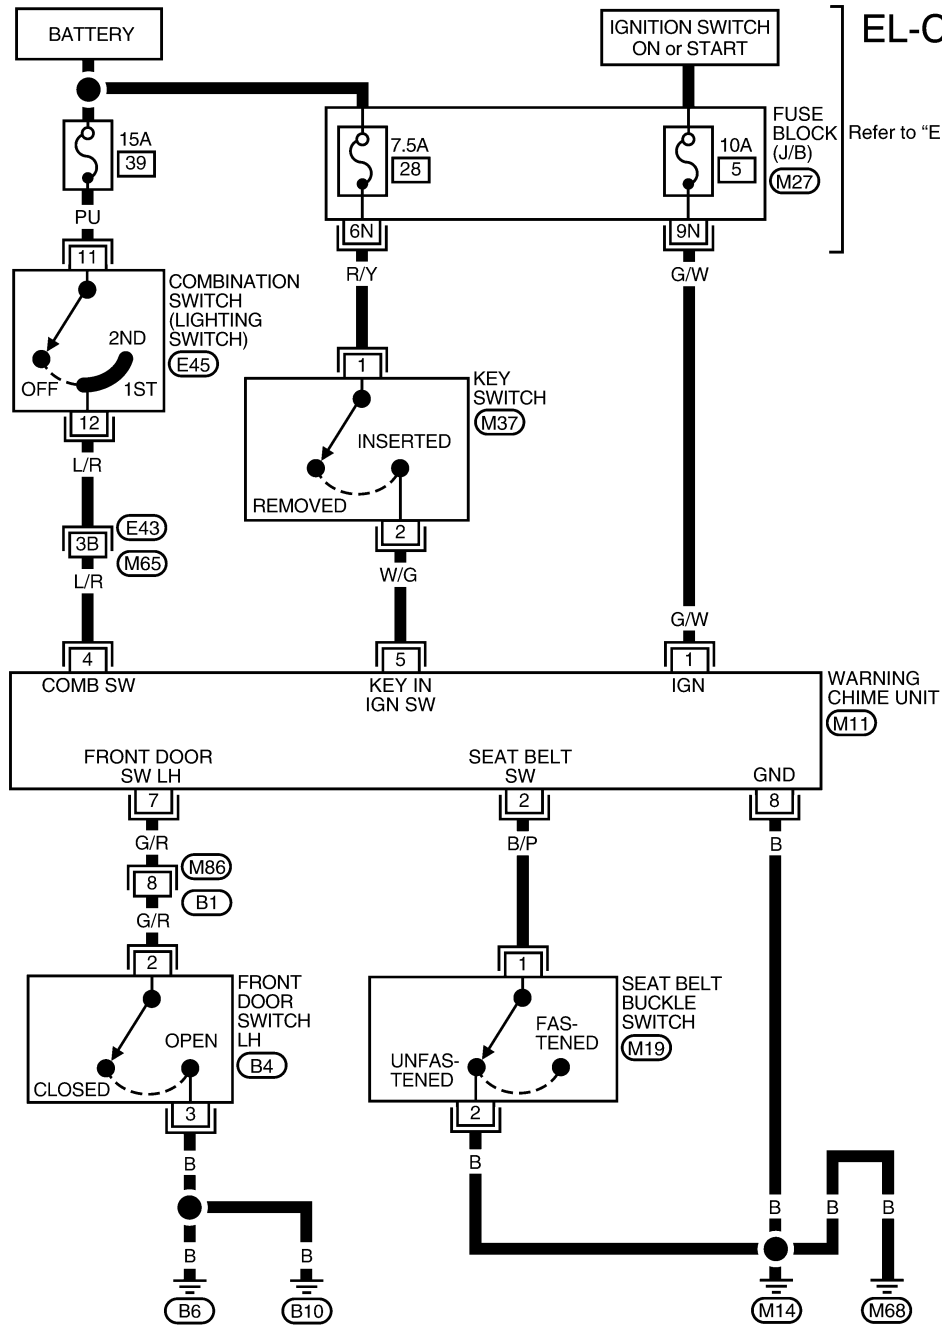 BATTERY
IGNITION SWITCH
ON or START
EL-C
15A
39
7.5A
28
10A
5
FUSE
BLOCK
(J/B)
M27
Refer to "E
PU
6N
9N
11
R/Y
G/W
COMBINATION
SWITCH
(LIGHTING
SWITCH)
E45
2ND
OFF
1ST
1
KEY
SWITCH
M37
12
INSERTED
REMOVED
L/R
3B
E43
M65
L/R
2
W/G
G/W
4
5
1
COMB SW
KEY IN
IGN SW
IGN
WARNING
CHIME UNIT
M11
FRONT DOOR
SW LH
SEAT BELT
SW
GND
7
2
8
G/R
B/P
B
8
M86
B1
G/R
2
1
FRONT
DOOR
SWITCH
LH
B4
OPEN
CLOSED
SEAT BELT
BUCKLE
SWITCH
M19
FAS-
TENED
UNFAS-
TENED
3
2
B
B
B
B
B
B
B
B6
B10
M14
M68